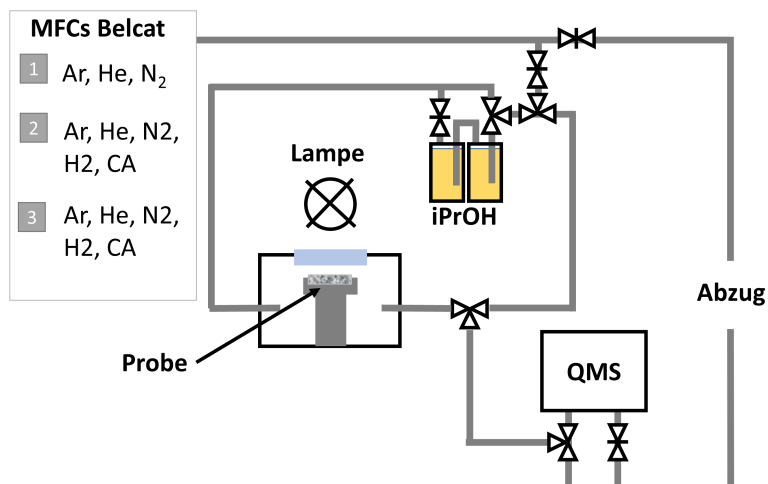 MFCs Belcat
1 Ar, He, N₂
2 Ar, He, N2,
H2, CA
3 Ar, He, N2,
H2, CA
Lampe
iPrOH
Abzug
Probe
QMS